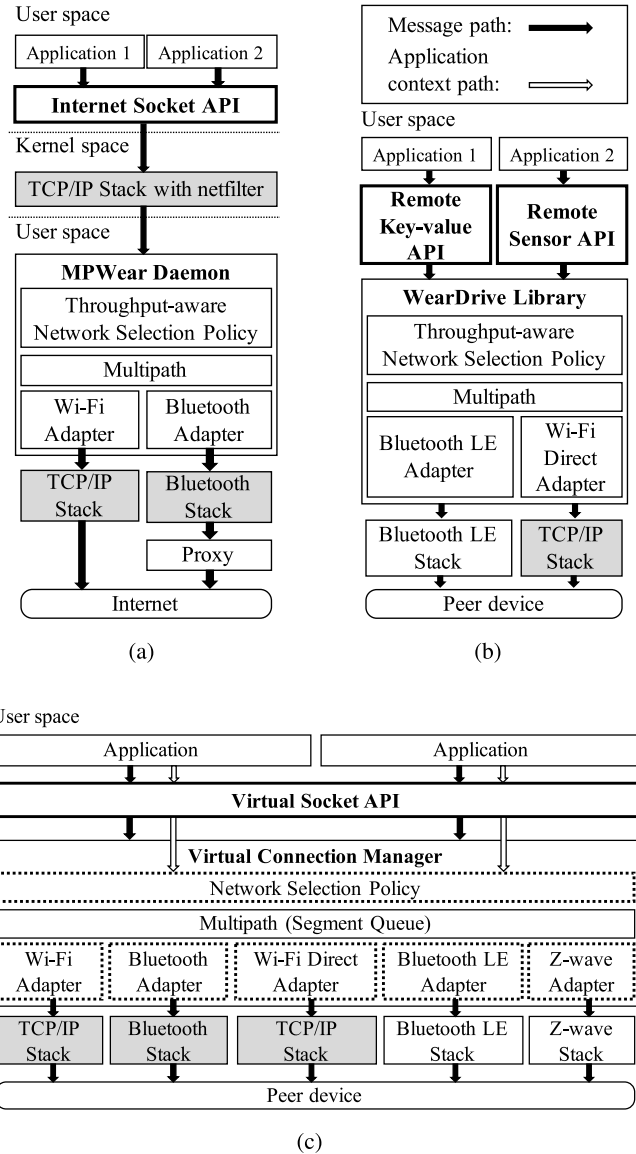 User space
Application 1
Application 2
Internet Socket API
Kernel space
TCP/IP Stack with netfilter
User space
MPWear Daemon
Throughput-aware
Network Selection Policy
Multipath
Wi-Fi
Adapter
Bluetooth
Adapter
TCP/IP
Stack
Bluetooth
Stack
Proxy
Internet
(a)
Message path:
Application
context path:
User space
Application 1
Application 2
Remote
Key-value
API
Remote
Sensor API
WearDrive Library
Throughput-aware
Network Selection Policy
Multipath
Bluetooth LE
Adapter
Wi-Fi
Direct
Adapter
Bluetooth LE
Stack
TCP/IP
Stack
Peer device
(b)
User space
Application
Application
Virtual Socket API
Virtual Connection Manager
Network Selection Policy
Multipath (Segment Queue)
Wi-Fi
Adapter
Bluetooth
Adapter
Wi-Fi Direct
Adapter
Bluetooth LE
Adapter
Z-wave
Adapter
TCP/IP
Stack
Bluetooth
Stack
TCP/IP
Stack
Bluetooth LE
Stack
Z-wave
Stack
Peer device
(c)